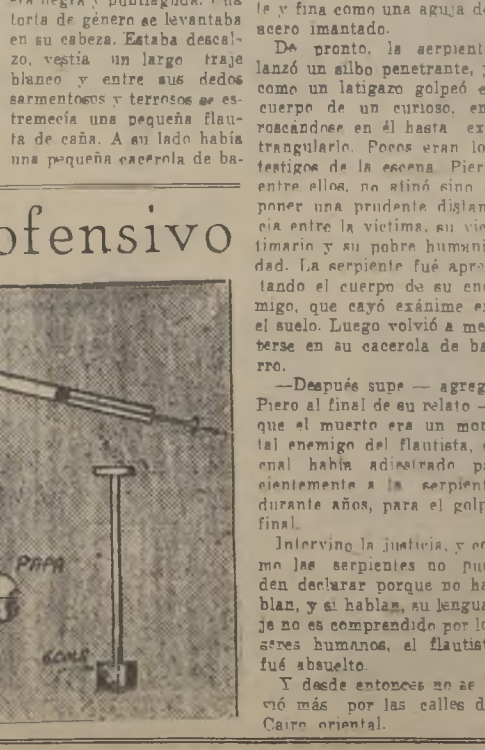 era negra y puntiaguda. Una
toria de género se levantaba
en su cabeza. Estaba descal-
zo, vestía un largo traje
blanco y entre sus dedos
sarmentosos y terrosos se es-
tremecía una pequeña flau-
ta de caña. A su lado había
una pequeña cacerola de ba-
ofensivo
PAPA
te y fina como una aguja de
acero imantado.
De pronto, la serpient
lanzó un silbo penetrante, y
como un latigazo golpeó e
cuerpo de un curioso, en
roscándose en él hasta ex
trangularlo. Pocos eran lo
testigos de la escena. Pier
entre ellos, no atinó sino
poner una prudente distan
cia entre la víctima, su vic
timario y su pobre humani
dad. La serpiente fué apre
tando el cuerpo de su ene
migo, que cayó exánime e
el suelo. Luego volvió a me
terse en su cacerola de ba
rro.
—Después supe — agreg
Piero al final de su relato —
que el muerto era un mor
tal enemigo del flautista, e
cual había adiestrado pa
cientemente a la serpient
durante años, para el golp
final.
Intervino la justicia, y co
mo las serpientes no pue
den declarar porque no ha
blan, y si hablan, su lengua
je no es comprendido por lo
seres humanos, el flautist
fué absuelto.
Y desde entonces no se
vió más por las calles d
Cairo oriental.